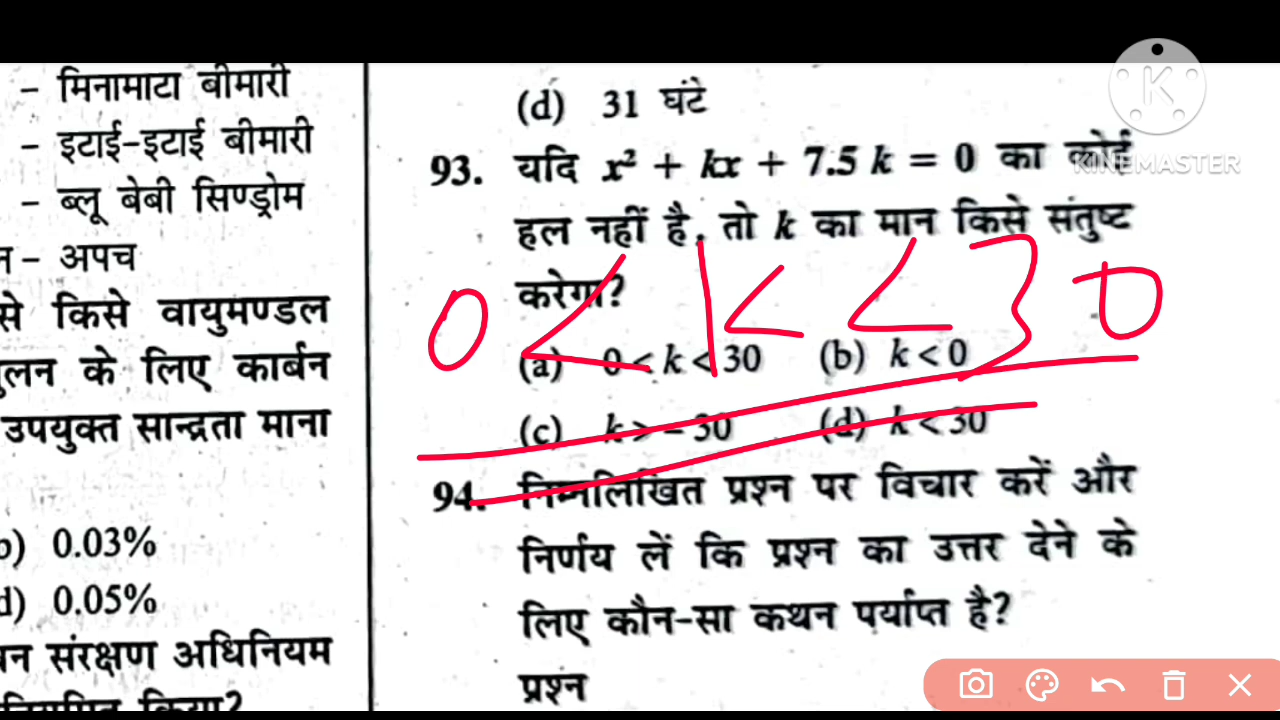 – मिनामाटा बीमारी
– इटाई-इटाई बीमारी
– ब्लू बेबी सिण्ड्रोम
– अपच
से किसे वायुमण्डल
के लिए कार्बन
उपयुक्त सान्द्रता माना
0.03%
d) 0.05%
संरक्षण अधिनियम
किया?
(d) 31 घंटे
93. यदि x² + kx + 7.5 k = 0 का कोई
हल नहीं है, तो k का मान किसे संतुष्ट
करेगा?
(a) 0 < k < 30 (b) k < 0
(c) k > – 30 (d) k < 30
0 < k < 30
94. निम्नलिखित प्रश्न पर विचार करें और
निर्णय लें कि प्रश्न का उत्तर देने के
लिए कौन-सा कथन पर्याप्त है?
प्रश्न
K
KINEMASTER